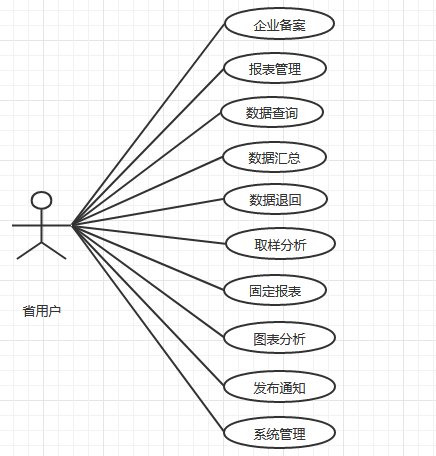 企业备案
报表管理
数据查询
数据汇总
数据退回
取样分析
固定报表
省用户
图表分析
发布通知
系统管理